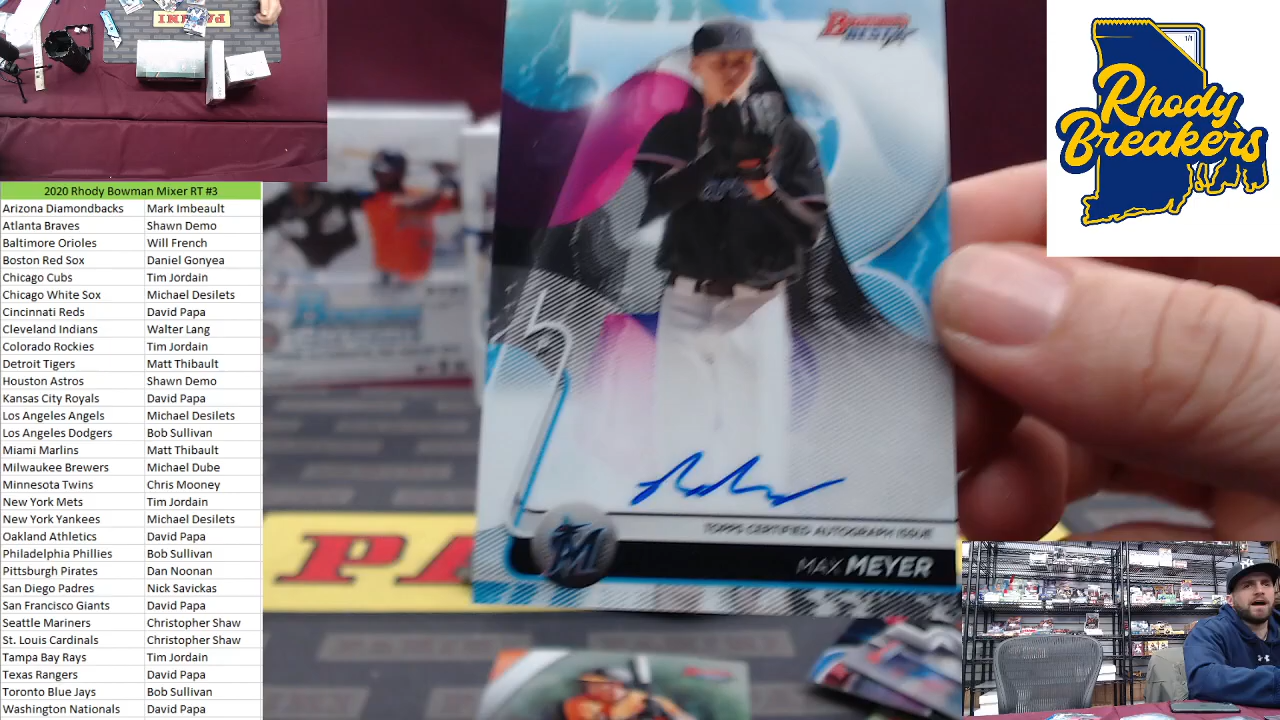 PANINI
2020 Rhody Bowman Mixer RT #3
Arizona Diamondbacks Mark Imbeault
Atlanta Braves Shawn Demo
Baltimore Orioles Will French
Boston Red Sox Daniel Gonyea
Chicago Cubs Tim Jordain
Chicago White Sox Michael Desilets
Cincinnati Reds David Papa
Cleveland Indians Walter Lang
Colorado Rockies Tim Jordain
Detroit Tigers Matt Thibault
Houston Astros Shawn Demo
Kansas City Royals David Papa
Los Angeles Angels Michael Desilets
Los Angeles Dodgers Bob Sullivan
Miami Marlins Matt Thibault
Milwaukee Brewers Michael Dube
Minnesota Twins Chris Mooney
New York Mets Tim Jordain
New York Yankees Michael Desilets
Oakland Athletics David Papa
Philadelphia Phillies Bob Sullivan
Pittsburgh Pirates Dan Noonan
San Diego Padres Nick Savickas
San Francisco Giants David Papa
Seattle Mariners Christopher Shaw
St. Louis Cardinals Christopher Shaw
Tampa Bay Rays Tim Jordain
Texas Rangers David Papa
Toronto Blue Jays Bob Sullivan
Washington Nationals David Papa
BOWMAN'S
BEST
TOPPS CERTIFIED AUTOGRAPH ISSUE
M
MAX MEYER
PA
1/1
Rhody
Breakers